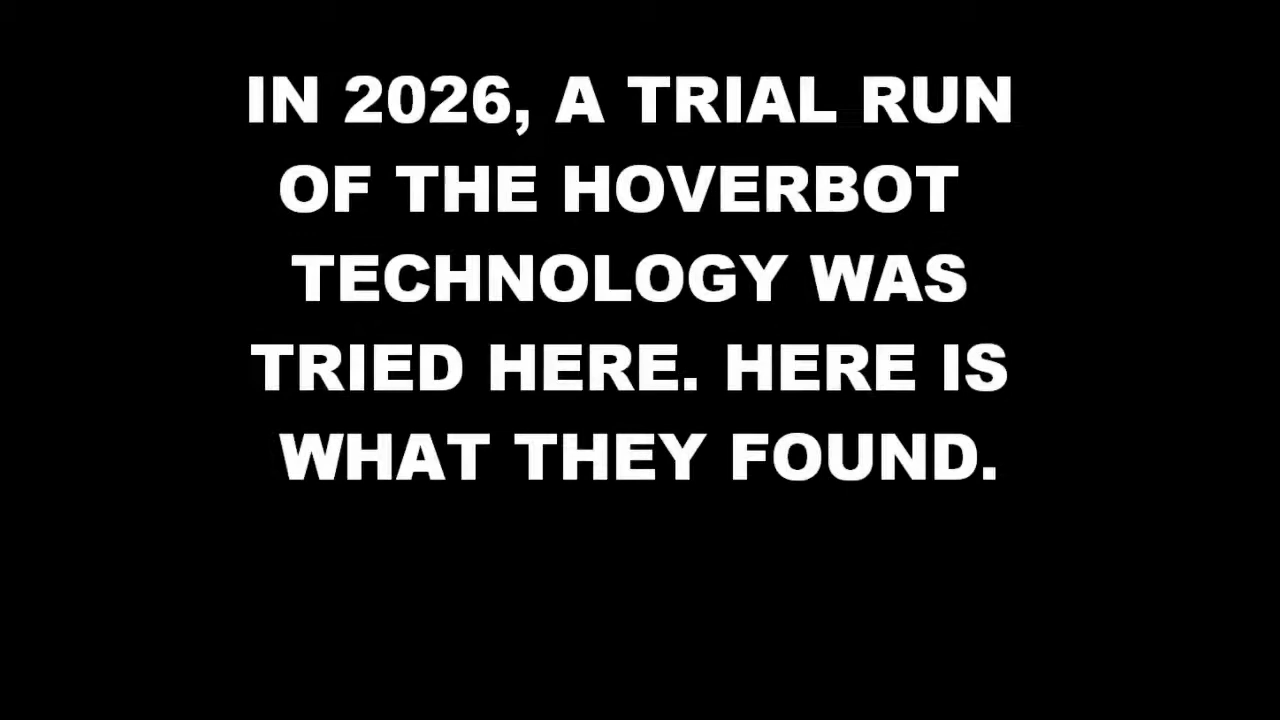 IN 2026, A TRIAL RUN
OF THE HOVERBOT
TECHNOLOGY WAS
TRIED HERE. HERE IS
WHAT THEY FOUND.